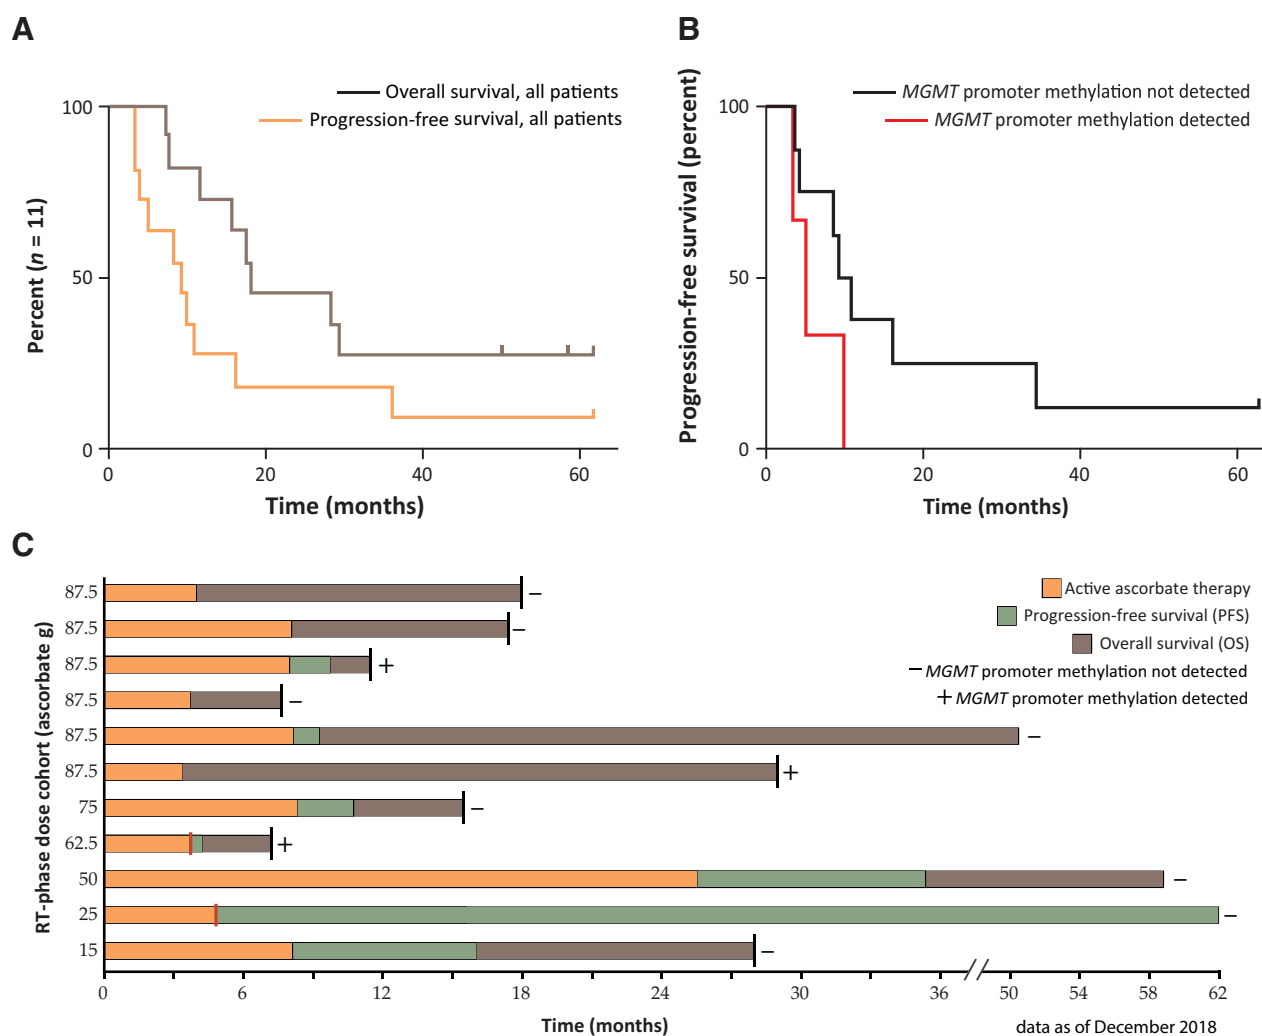 A
Overall survival, all patients
Progression-free survival, all patients
Percent (n = 11)
100
50
0
0 20 40 60
Time (months)
B
MGMT promoter methylation not detected
MGMT promoter methylation detected
Progression-free survival (percent)
100
50
0
0 20 40 60
Time (months)
C
RT-phase dose cohort (ascorbate g)
87.5 −
87.5 −
87.5 +
87.5 −
87.5 −
87.5 +
75 −
62.5 +
50 −
25 −
15 −
Active ascorbate therapy
Progression-free survival (PFS)
Overall survival (OS)
− MGMT promoter methylation not detected
+ MGMT promoter methylation detected
0 6 12 18 24 30 36 50 54 58 62
Time (months)
data as of December 2018